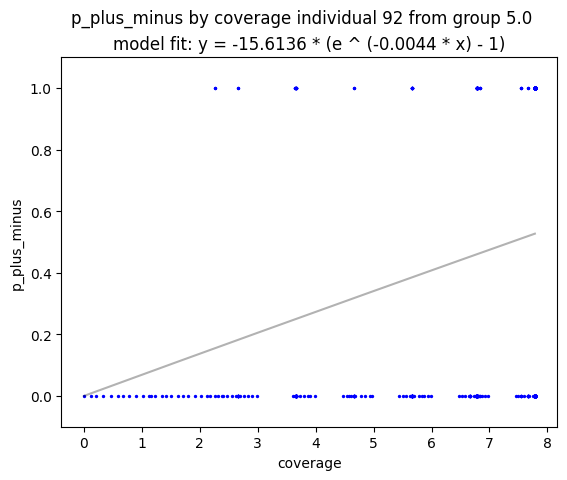 p_plus_minus by coverage individual 92 from group 5.0
model fit: y = -15.6136 * (e ^ (-0.0044 * x) - 1)
1.0
0.8
0.6
0.4
0.2
0.0
p_plus_minus
0 1 2 3 4 5 6 7 8
coverage